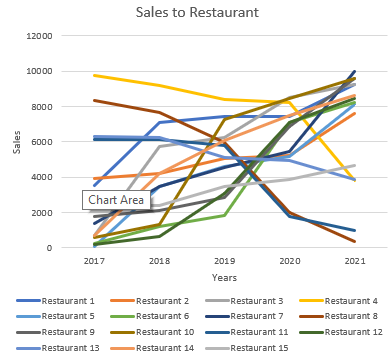 Sales to Restaurant
12000
10000
8000
6000
4000
2000
0
Sales
Chart Area
2017 2018 2019 2020 2021
Years
Restaurant 1 Restaurant 2 Restaurant 3 Restaurant 4
Restaurant 5 Restaurant 6 Restaurant 7 Restaurant 8
Restaurant 9 Restaurant 10 Restaurant 11 Restaurant 12
Restaurant 13 Restaurant 14 Restaurant 15